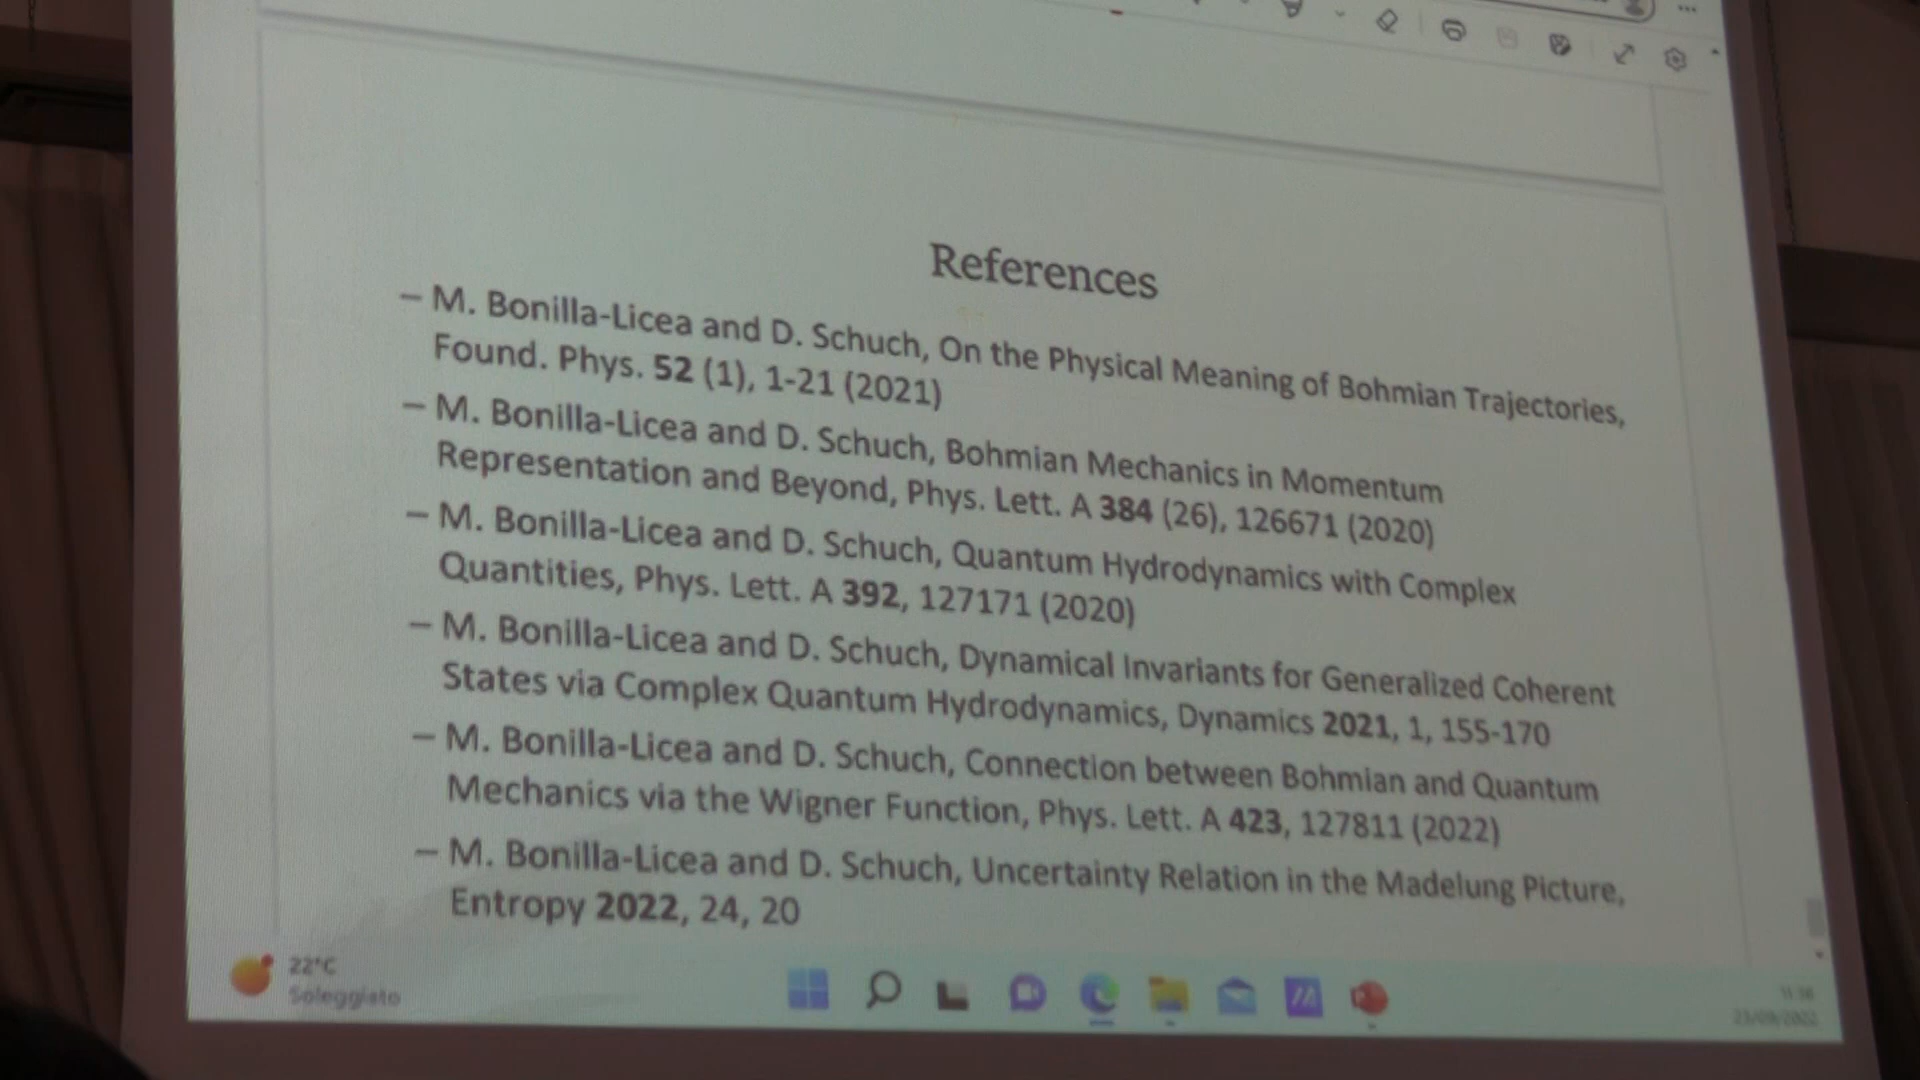 References
– M. Bonilla-Licea and D. Schuch, On the Physical Meaning of Bohmian Trajectories,
Found. Phys. 52 (1), 1-21 (2021)
– M. Bonilla-Licea and D. Schuch, Bohmian Mechanics in Momentum
Representation and Beyond, Phys. Lett. A 384 (26), 126671 (2020)
– M. Bonilla-Licea and D. Schuch, Quantum Hydrodynamics with Complex
Quantities, Phys. Lett. A 392, 127171 (2020)
– M. Bonilla-Licea and D. Schuch, Dynamical Invariants for Generalized Coherent
States via Complex Quantum Hydrodynamics, Dynamics 2021, 1, 155-170
– M. Bonilla-Licea and D. Schuch, Connection between Bohmian and Quantum
Mechanics via the Wigner Function, Phys. Lett. A 423, 127811 (2022)
– M. Bonilla-Licea and D. Schuch, Uncertainty Relation in the Madelung Picture,
Entropy 2022, 24, 20
22°C
Soleggiato
23/09/2022